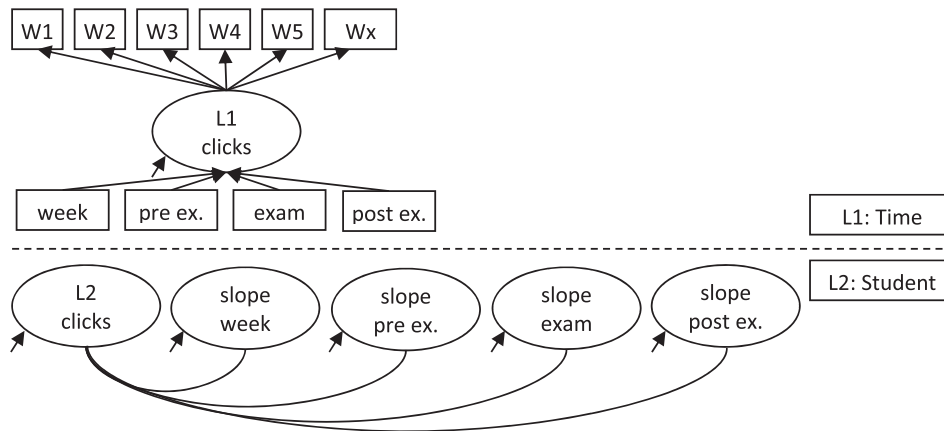 W1 W2 W3 W4 W5 Wx
L1
clicks
week pre ex. exam post ex.
L1: Time
L2: Student
L2
clicks
slope
week
slope
pre ex.
slope
exam
slope
post ex.